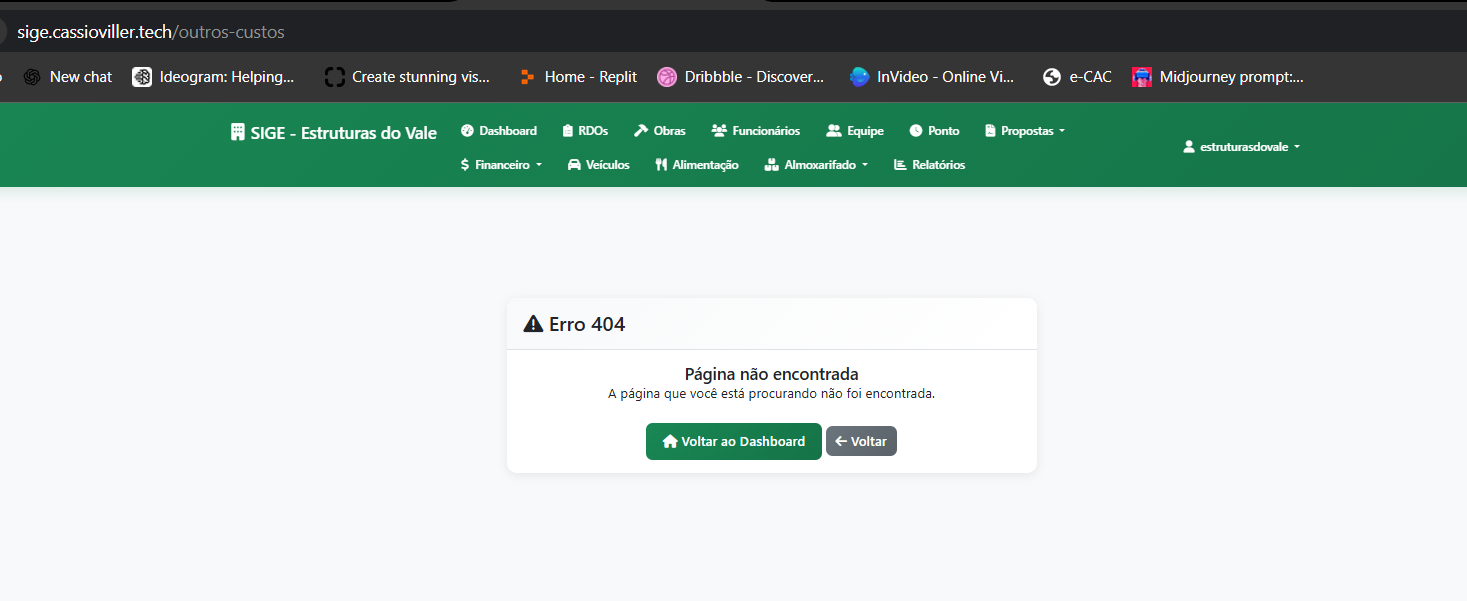 sige.cassioviller.tech/outros-custos
New chat Ideogram: Helping... Create stunning vis... Home - Replit Dribbble - Discover... InVideo - Online Vi... e-CAC Midjourney prompt:...
SIGE - Estruturas do Vale Dashboard RDOs Obras Funcionários Equipe Ponto Propostas
estruturasdovale
Financeiro Veículos Alimentação Almoxarifado Relatórios
Erro 404
Página não encontrada
A página que você está procurando não foi encontrada.
Voltar ao Dashboard Voltar